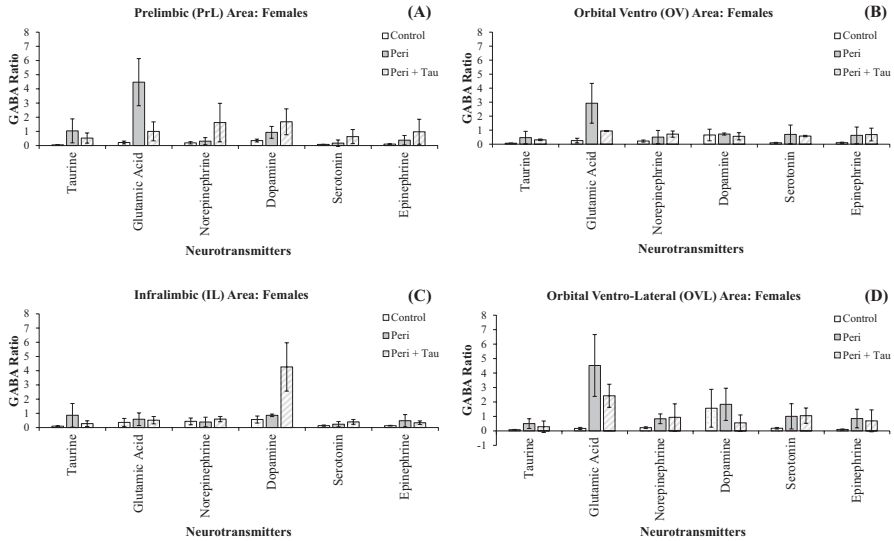 Prelimbic (PrL) Area: Females
(A)
GABA Ratio
8
7
6
5
4
3
2
1
0
Control
Peri
Peri + Tau
Taurine
Glutamic Acid
Norepinephrine
Dopamine
Serotonin
Epinephrine
Neurotransmitters
Orbital Ventro (OV) Area: Females
(B)
GABA Ratio
8
7
6
5
4
3
2
1
0
Control
Peri
Peri + Tau
Taurine
Glutamic Acid
Norepinephrine
Dopamine
Serotonin
Epinephrine
Neurotransmitters
Infralimbic (IL) Area: Females
(C)
GABA Ratio
8
7
6
5
4
3
2
1
0
Control
Peri
Peri + Tau
Taurine
Glutamic Acid
Norepinephrine
Dopamine
Serotonin
Epinephrine
Neurotransmitters
Orbital Ventro-Lateral (OVL) Area: Females
(D)
GABA Ratio
8
7
6
5
4
3
2
1
0
-1
Control
Peri
Peri + Tau
Taurine
Glutamic Acid
Norepinephrine
Dopamine
Serotonin
Epinephrine
Neurotransmitters